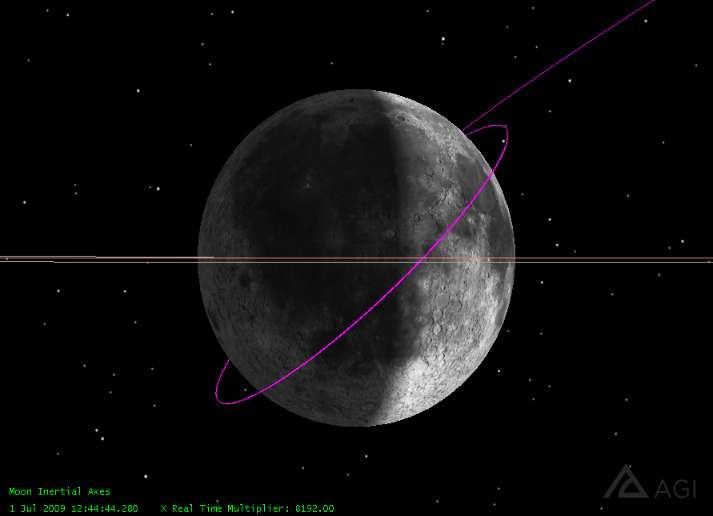 Moon Inertial Axes
1 Jul 2009 12:44:44.280 X Real Time Multiplier: 8192.00
AGI